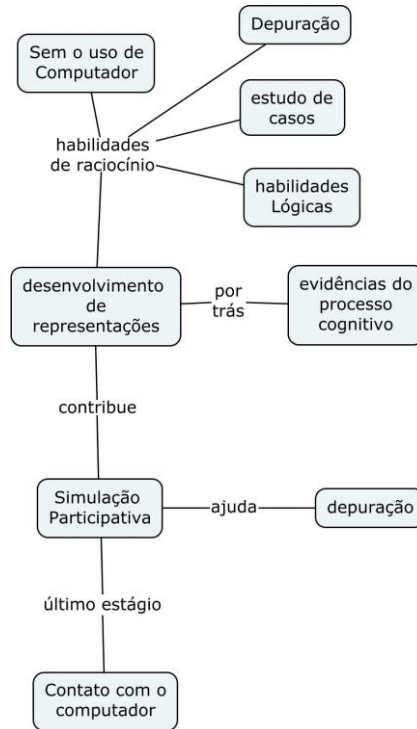 Depuração
Sem o uso de
Computador
estudo de
casos
habilidades
de raciocínio
habilidades
Lógicas
desenvolvimento
de
representações
por
trás
evidências do
processo
cognitivo
contribue
Simulação
Participativa
ajuda
depuração
último estágio
Contato com o
computador